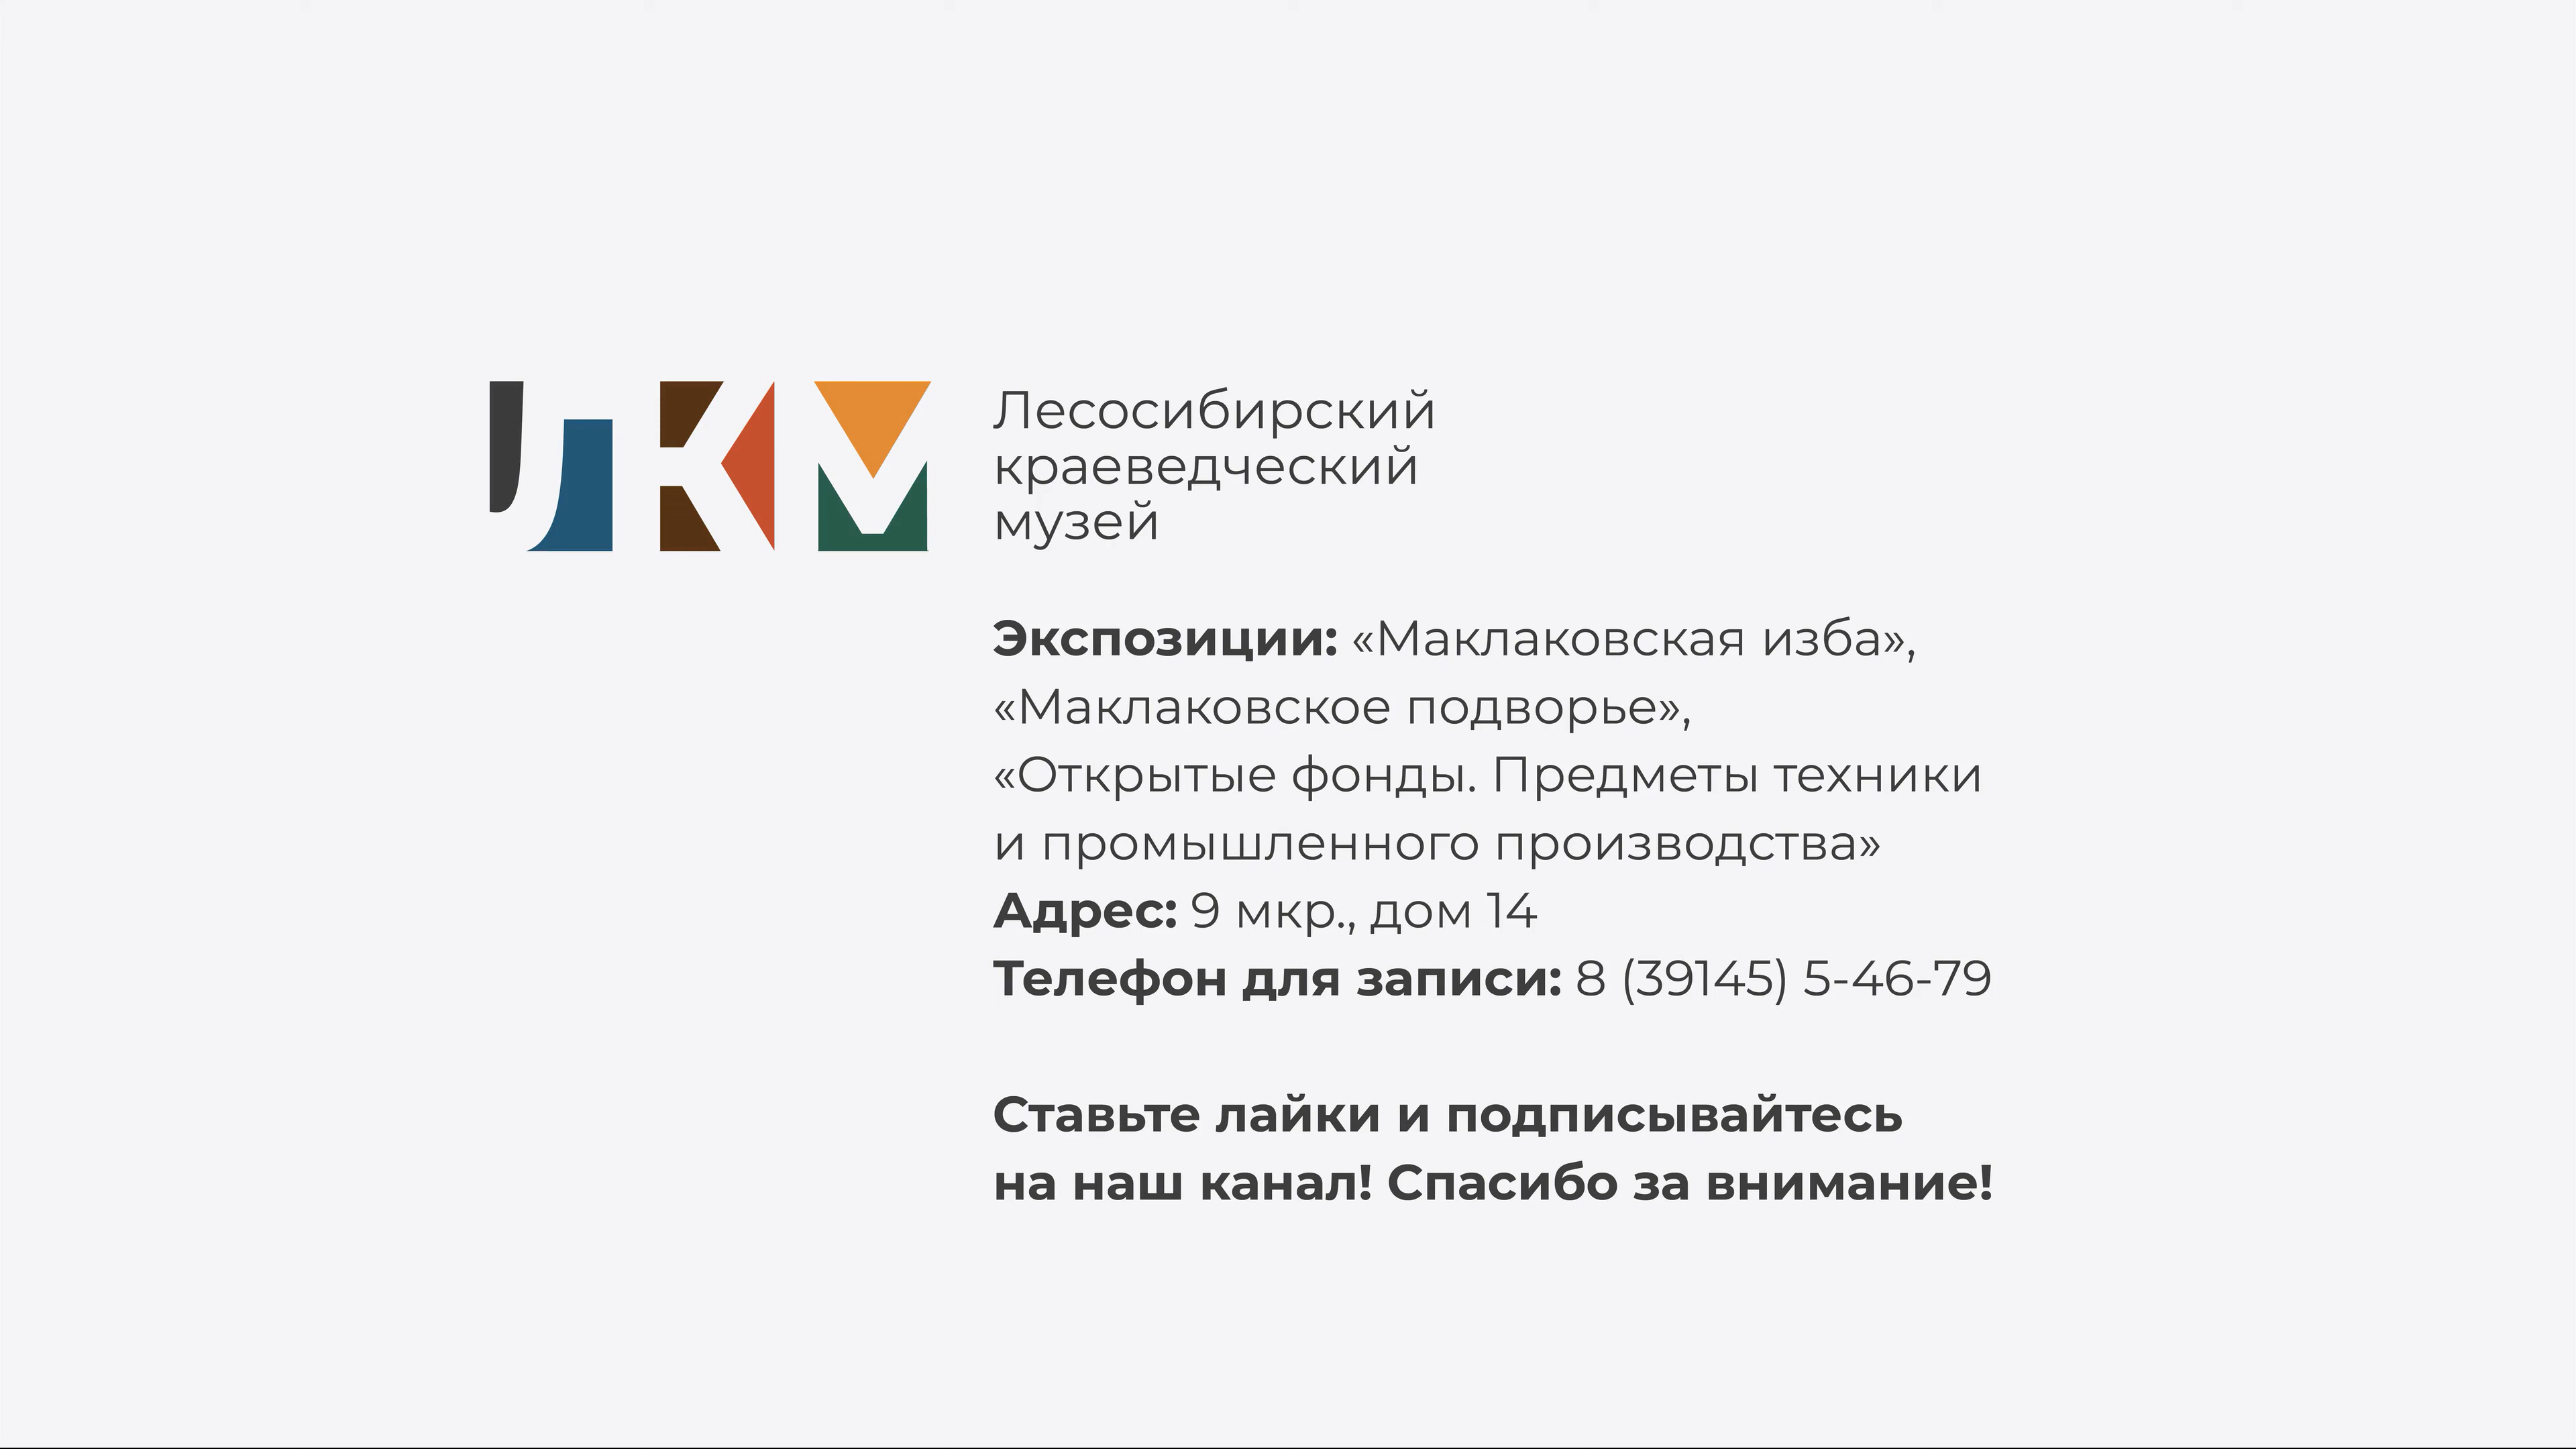 ЛКМ
Лесосибирский
краеведческий
музей
Экспозиции: «Маклаковская изба»,
«Маклаковское подворье»,
«Открытые фонды. Предметы техники
и промышленного производства»
Адрес: 9 мкр., дом 14
Телефон для записи: 8 (39145) 5-46-79
Ставьте лайки и подписывайтесь
на наш канал! Спасибо за внимание!